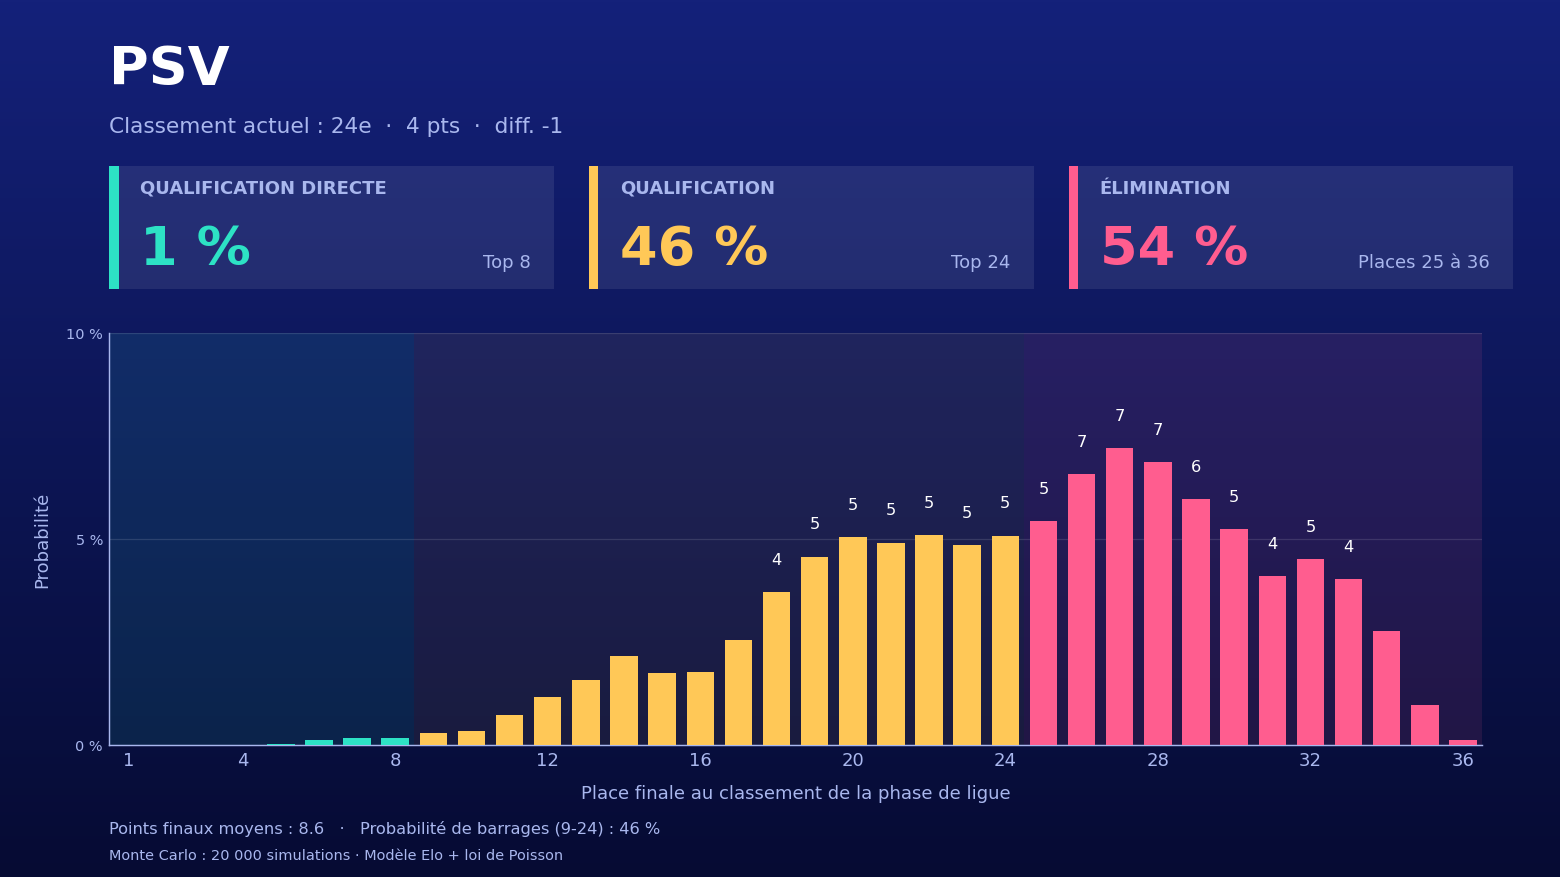 PSV
Classement actuel : 24e · 4 pts · diff. -1
QUALIFICATION DIRECTE
1 %
Top 8
QUALIFICATION
46 %
Top 24
ÉLIMINATION
54 %
Places 25 à 36
10 %
5 %
0 %
Probabilité
4 5 5 5 5 5 5 5 7 7 7 6 5 4 5 4
1 4 8 12 16 20 24 28 32 36
Place finale au classement de la phase de ligue
Points finaux moyens : 8.6 · Probabilité de barrages (9-24) : 46 %
Monte Carlo : 20 000 simulations · Modèle Elo + loi de Poisson